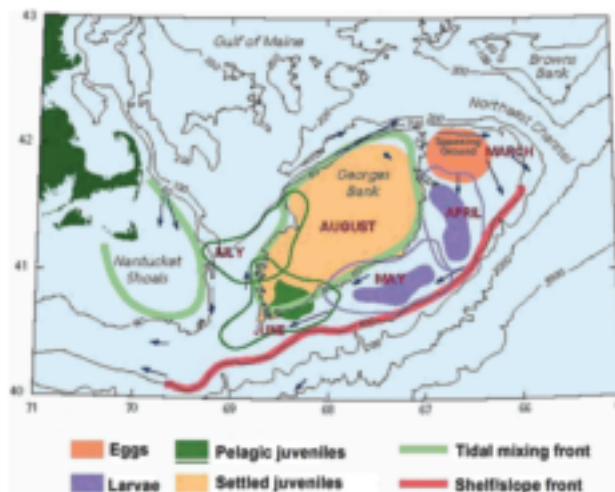 43
Gulf of Maine
Browns
Bank
Northeast Channel
42
Spawning
Ground
MARCH
Georges
Bank
APRIL
AUGUST
JULY
Nantucket
Shoals
41
MAY
JUNE
40
71
70
69
68
67
66
Eggs
Pelagic juveniles
Tidal mixing front
Larvae
Settled juveniles
Shelf/slope front